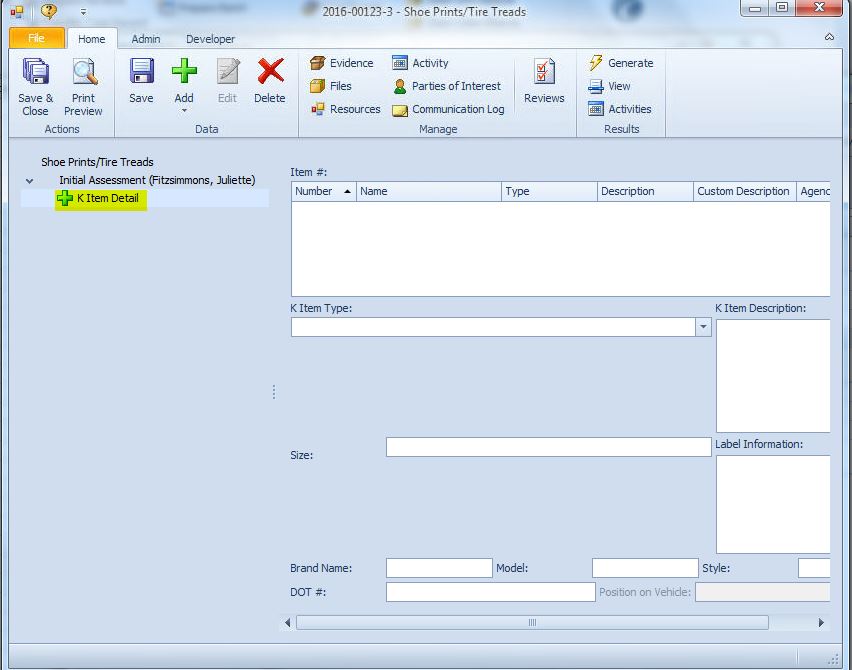 2016-00123-3 - Shoe Prints/Tire Treads
File Home Admin Developer
Save & Close
Print Preview
Actions
Save
Add
Edit
Delete
Data
Evidence
Files
Resources
Activity
Parties of Interest
Communication Log
Reviews
Manage
Generate
View
Activities
Results
Shoe Prints/Tire Treads
Initial Assessment (Fitzsimmons, Juliette)
K Item Detail
Item #:
Number Name Type Description Custom Description Agenc
K Item Type:
K Item Description:
Size:
Label Information:
Brand Name: Model: Style:
DOT #: Position on Vehicle: